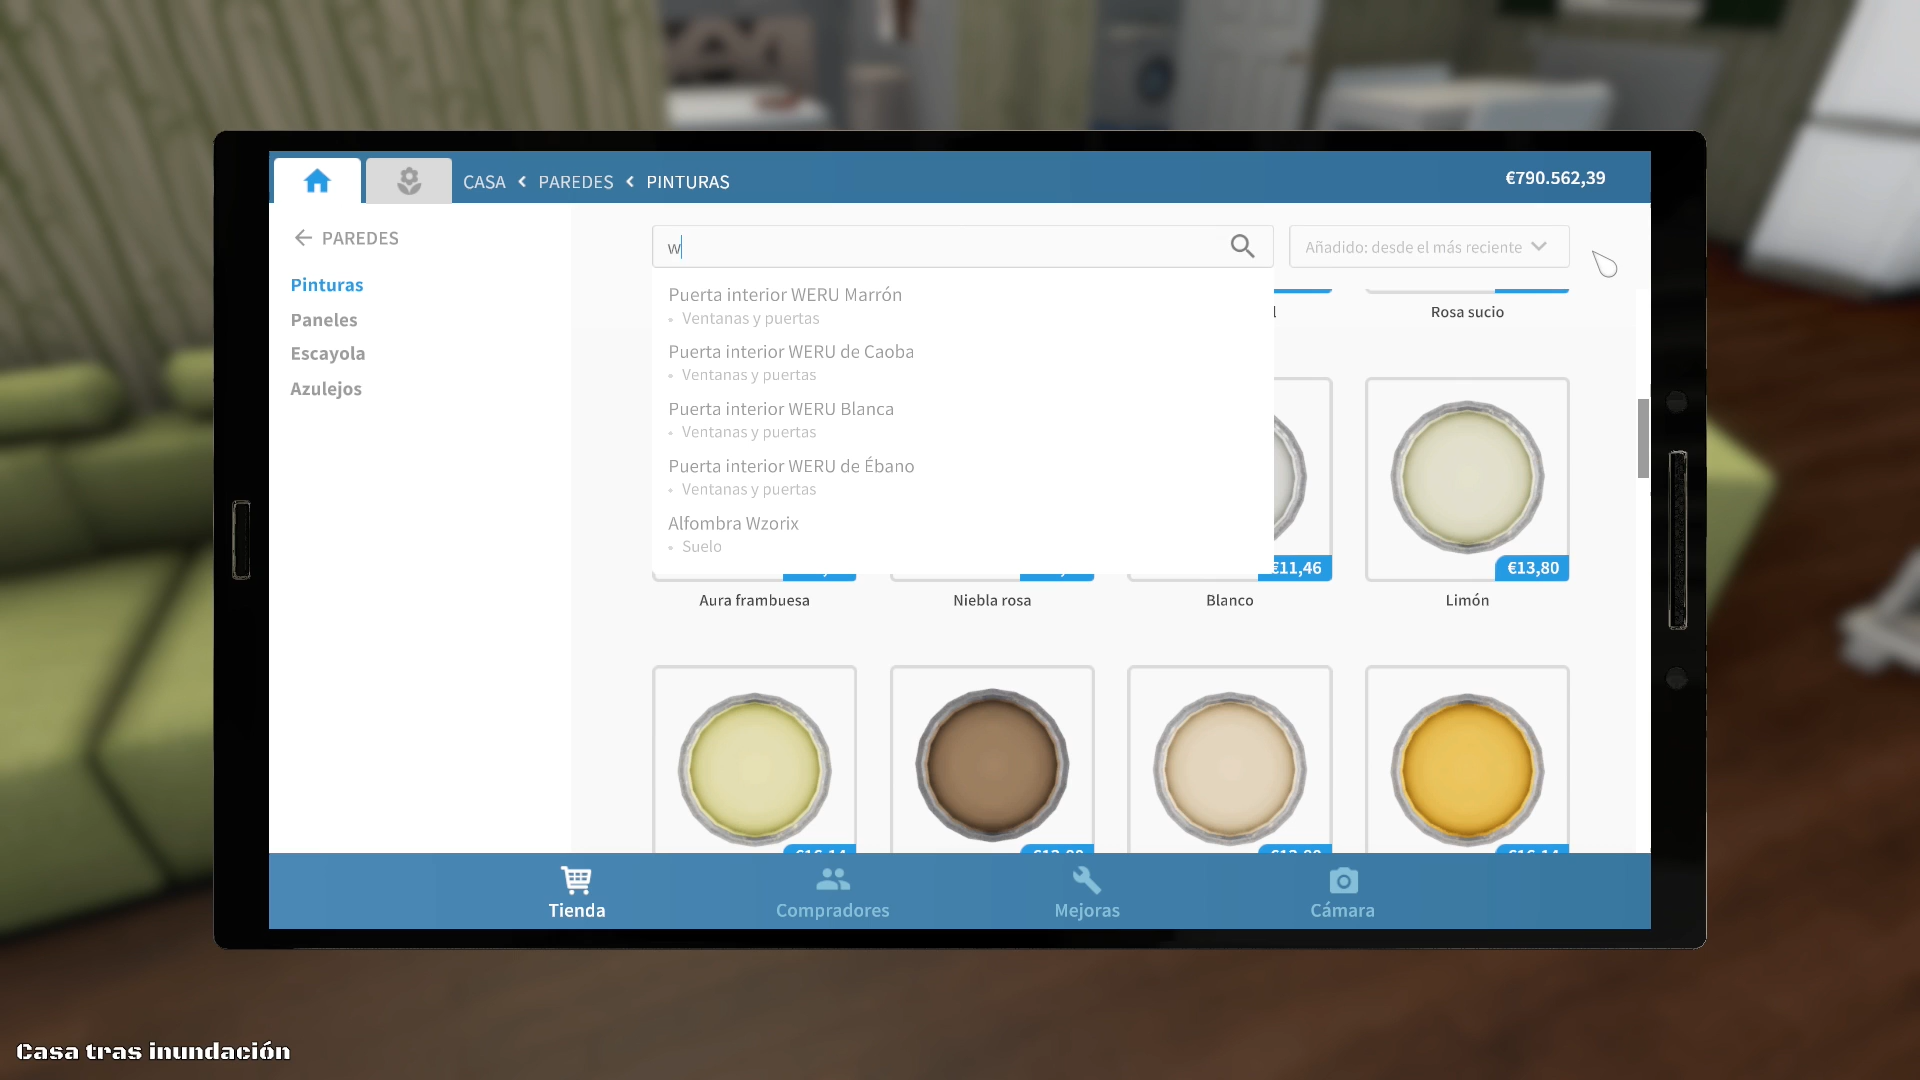 CASA < PAREDES < PINTURAS
€790.562,39
PAREDES
Pinturas
Paneles
Escayola
Azulejos
w
Añadido: desde el más reciente
Puerta interior WERU Marrón
• Ventanas y puertas
Puerta interior WERU de Caoba
• Ventanas y puertas
Puerta interior WERU Blanca
• Ventanas y puertas
Puerta interior WERU de Ébano
• Ventanas y puertas
Alfombra Wzorix
• Suelo
Rosa sucio
€11,46
€13,80
Aura frambuesa
Niebla rosa
Blanco
Limón
Tienda
Compradores
Mejoras
Cámara
Casa tras inundación